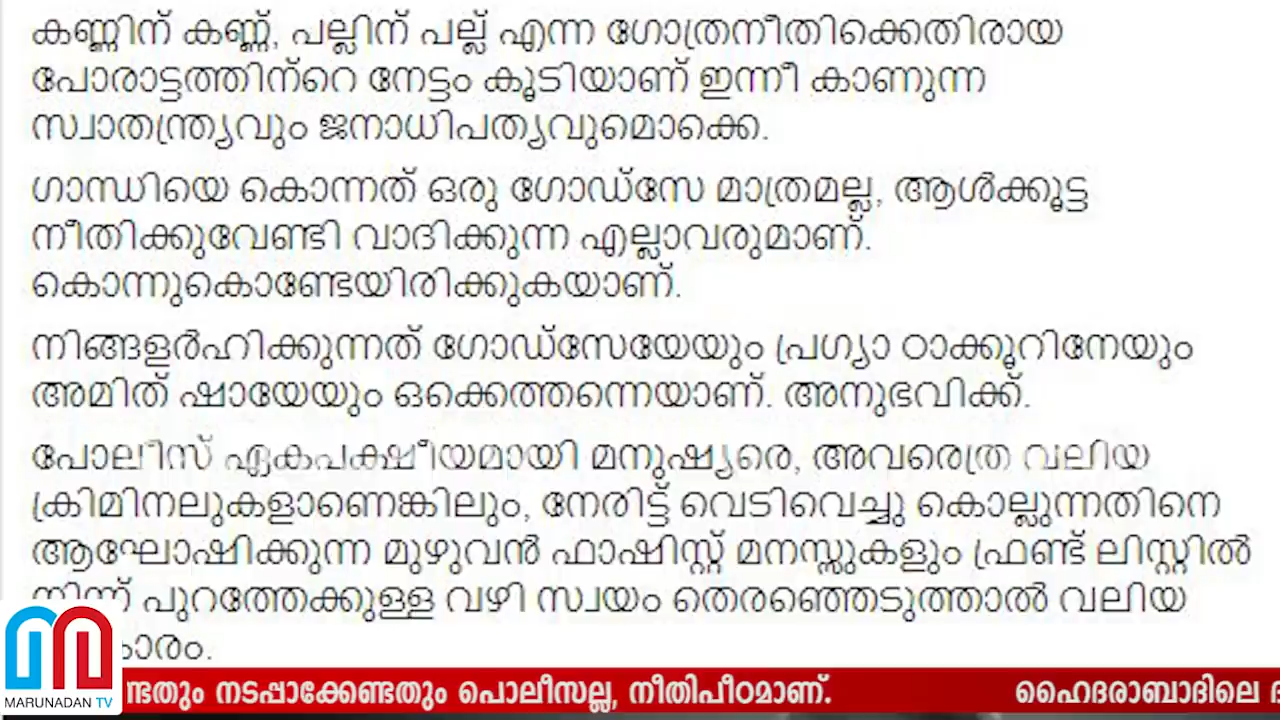 കണ്ണിന് കണ്ണ്, പല്ലിന് പല്ല് എന്ന ഗോത്രനീതിക്കെതിരായ
പോരാട്ടത്തിന്റെ നേട്ടം കൂടിയാണ് ഇന്നീ കാണുന്ന
സ്വാതന്ത്ര്യവും ജനാധിപത്യവുമൊക്കെ.
ഗാന്ധിയെ കൊന്നത് ഒരു ഗോഡ്സേ മാത്രമല്ല, ആൾക്കൂട്ട
നീതിക്കുവേണ്ടി വാദിക്കുന്ന എല്ലാവരുമാണ്.
കൊന്നുകൊണ്ടേയിരിക്കുകയാണ്.
നിങ്ങളർഹിക്കുന്നത് ഗോഡ്സേയേയും പ്രഗ്യാ ഠാക്കൂറിനേയും
അമിത് ഷായേയും ഒക്കെത്തന്നെയാണ്. അനുഭവിക്ക്.
പോലീസ് ഏകപക്ഷീയമായി മനുഷ്യരെ, അവരെത്ര വലിയ
ക്രിമിനലുകളാണെങ്കിലും, നേരിട്ട് വെടിവെച്ചു കൊല്ലുന്നതിനെ
ആഘോഷിക്കുന്ന മുഴുവൻ ഫാഷിസ്റ്റ് മനസ്സുകളും ഫ്രണ്ട് ലിസ്റ്റിൽ
നിന്ന് പുറത്തേക്കുള്ള വഴി സ്വയം തെരഞ്ഞെടുത്താൽ വലിയ
MARUNADAN TV
നടപ്പാക്കേണ്ടതും പൊലീസല്ല, നീതിപീഠമാണ്. ഹൈദരാബാദിലെ